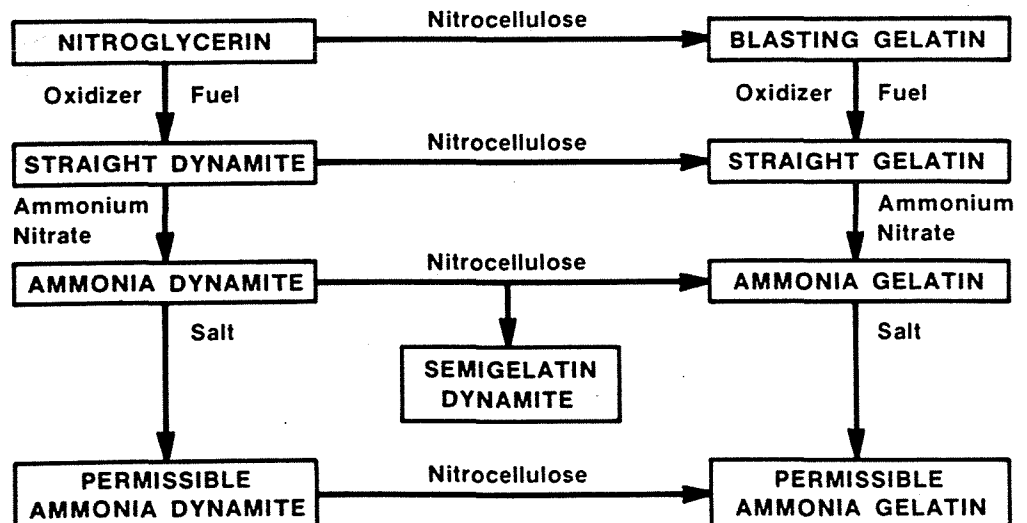 Nitrocellulose
NITROGLYCERIN
BLASTING GELATIN
Oxidizer Fuel
Oxidizer Fuel
Nitrocellulose
STRAIGHT DYNAMITE
STRAIGHT GELATIN
Ammonium
Nitrate
Ammonium
Nitrate
Nitrocellulose
AMMONIA DYNAMITE
AMMONIA GELATIN
Salt
Salt
SEMIGELATIN
DYNAMITE
Nitrocellulose
PERMISSIBLE
AMMONIA DYNAMITE
PERMISSIBLE
AMMONIA GELATIN